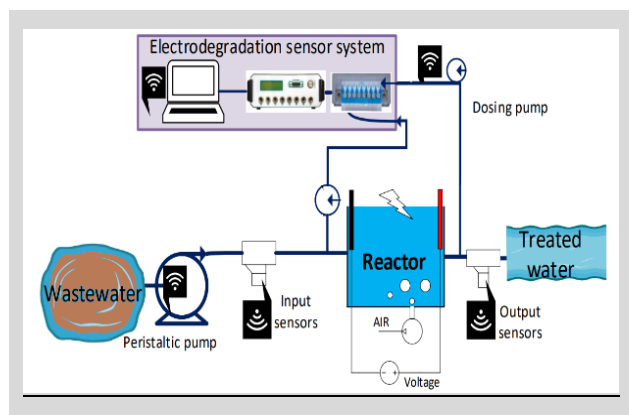 Electrodegradation sensor system
Dosing pump
Reactor
Treated
water
Wastewater
Input
sensors
Output
sensors
Peristaltic pump
AIR
Voltage